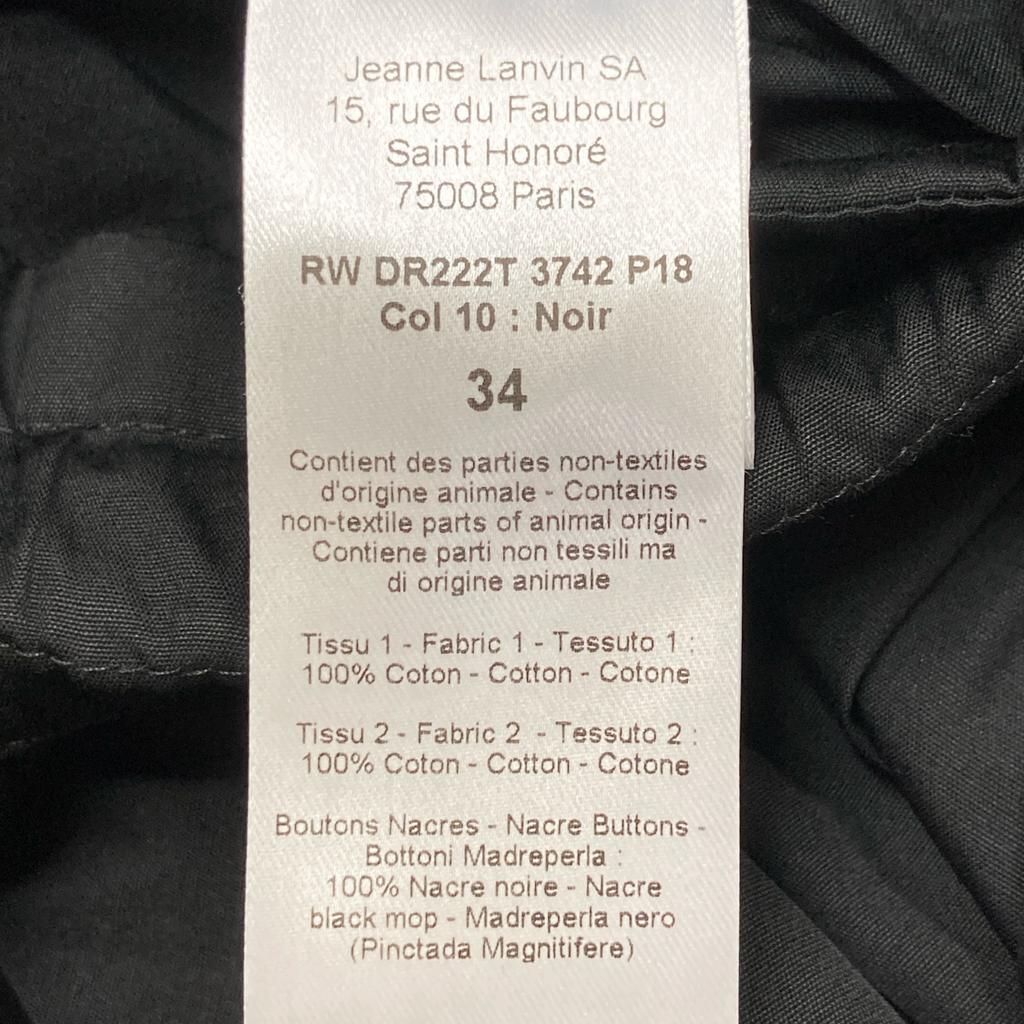 Jeanne Lanvin SA
15, rue du Faubourg
Saint Honoré
75008 Paris
RW DR222T 3742 P18
Col 10 : Noir
34
Contient des parties non-textiles
d'origine animale - Contains
non-textile parts of animal origin -
Contiene parti non tessili ma
di origine animale
Tissu 1 - Fabric 1 - Tessuto 1 :
100% Coton - Cotton - Cotone
Tissu 2 - Fabric 2 - Tessuto 2 :
100% Coton - Cotton - Cotone
Boutons Nacres - Nacre Buttons -
Bottoni Madreperla :
100% Nacre noire - Nacre
black mop - Madreperla nero
(Pinctada Magnitifere)